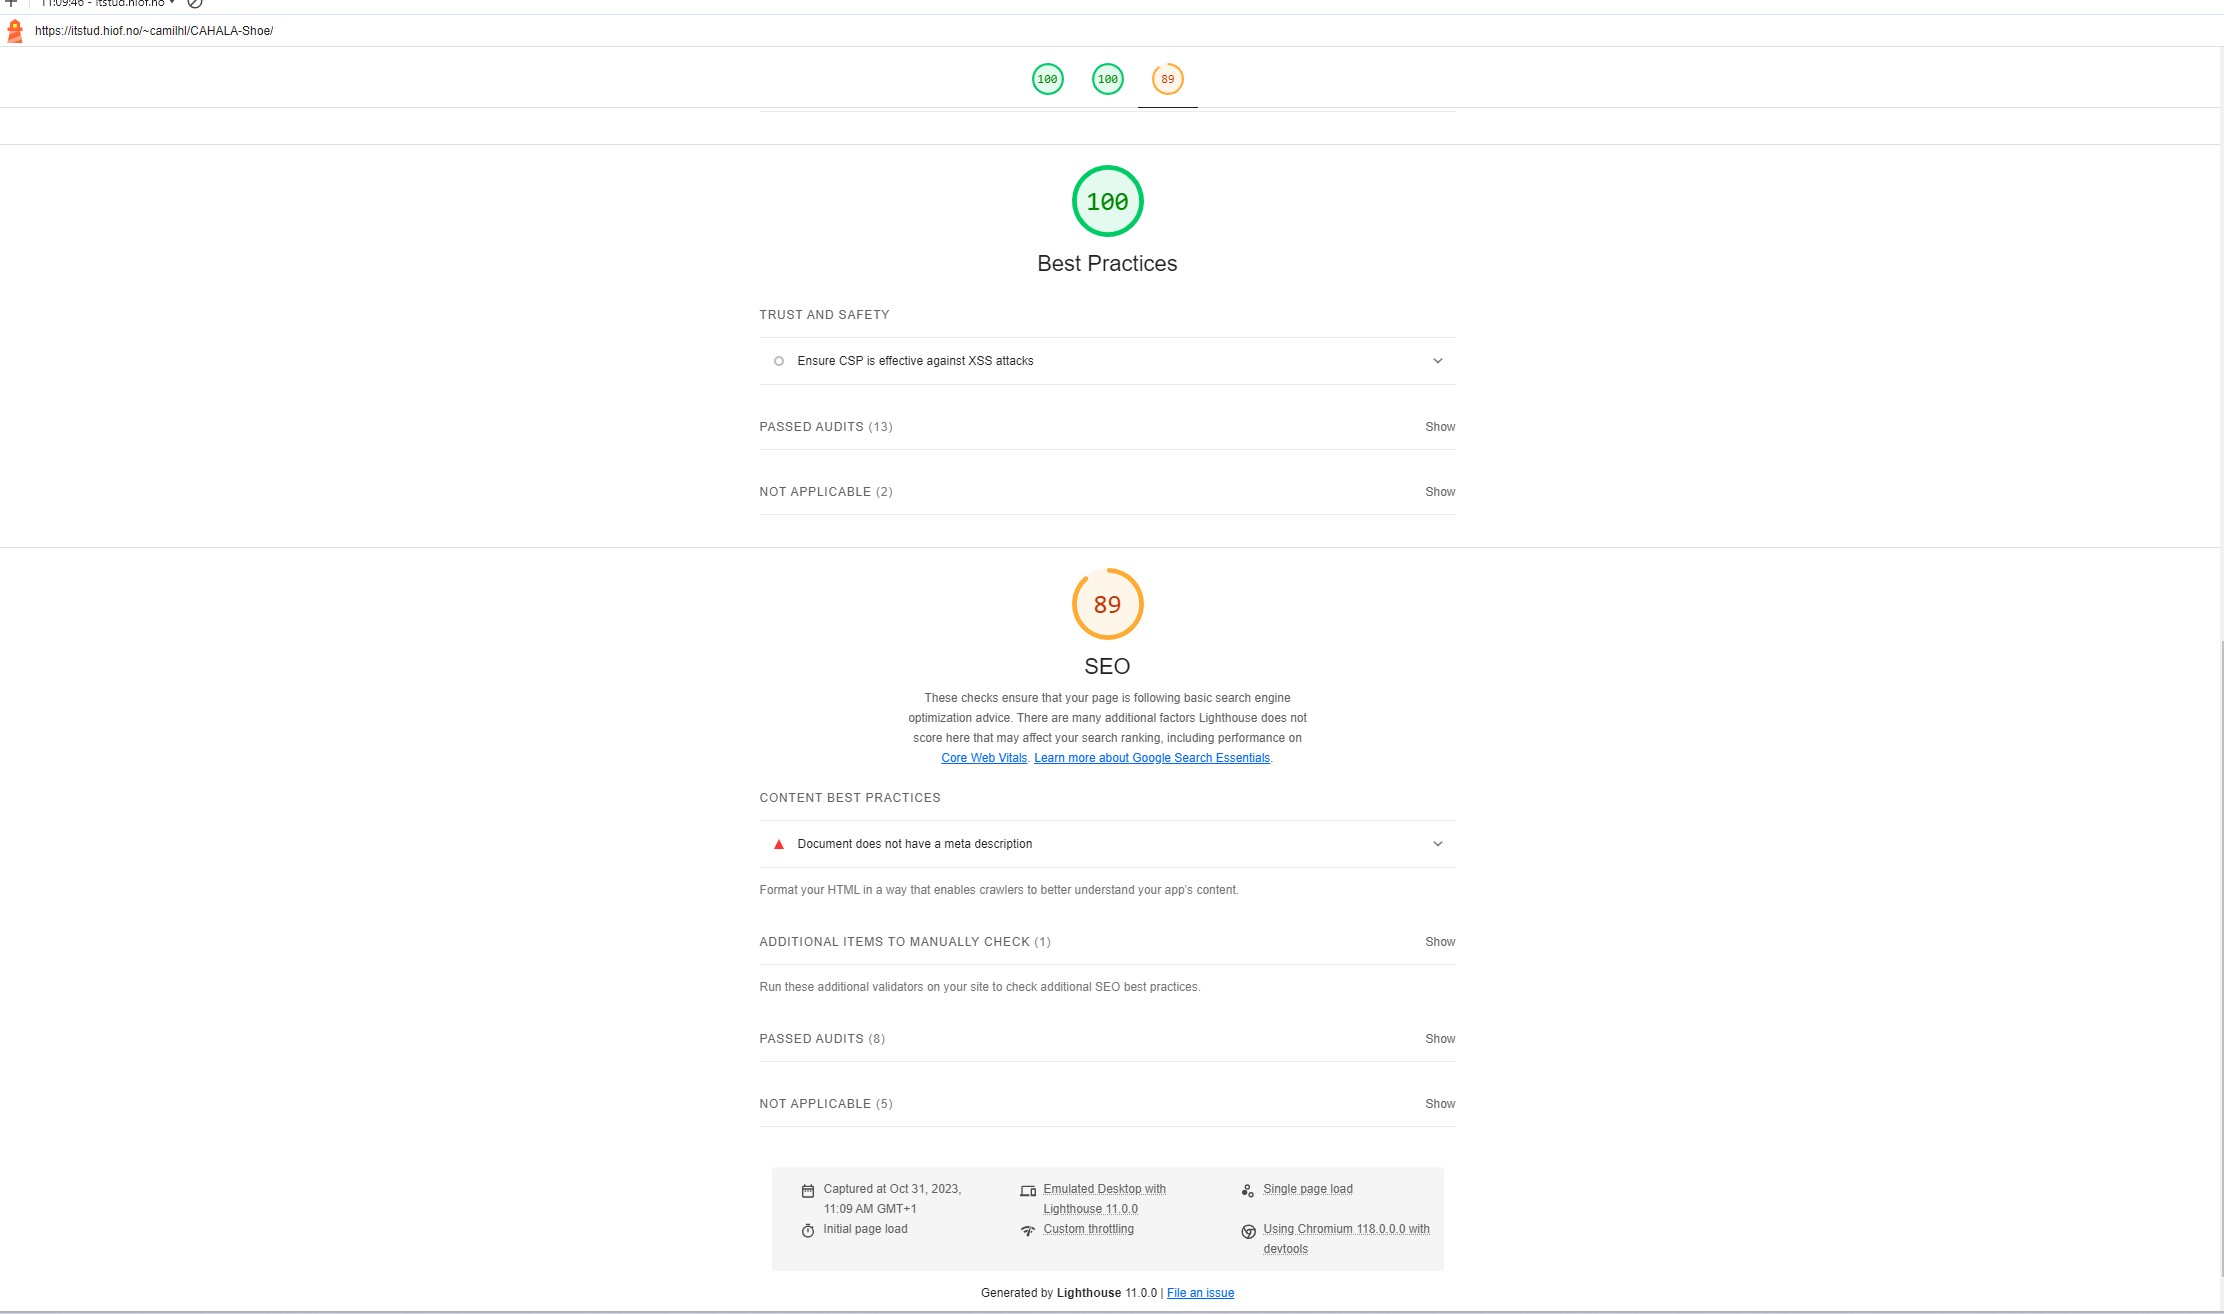 11:09:46 - itstud.hiof.no
https://itstud.hiof.no/~camilhl/CAHALA-Shoe/
100 100 89
100
Best Practices
TRUST AND SAFETY
Ensure CSP is effective against XSS attacks
PASSED AUDITS (13) Show
NOT APPLICABLE (2) Show
89
SEO
These checks ensure that your page is following basic search engine
optimization advice. There are many additional factors Lighthouse does not
score here that may affect your search ranking, including performance on
Core Web Vitals. Learn more about Google Search Essentials.
CONTENT BEST PRACTICES
Document does not have a meta description
Format your HTML in a way that enables crawlers to better understand your app's content.
ADDITIONAL ITEMS TO MANUALLY CHECK (1) Show
Run these additional validators on your site to check additional SEO best practices.
PASSED AUDITS (8) Show
NOT APPLICABLE (5) Show
Captured at Oct 31, 2023,
11:09 AM GMT+1
Emulated Desktop with
Lighthouse 11.0.0
Single page load
Initial page load
Custom throttling
Using Chromium 118.0.0.0 with
devtools
Generated by Lighthouse 11.0.0 | File an issue